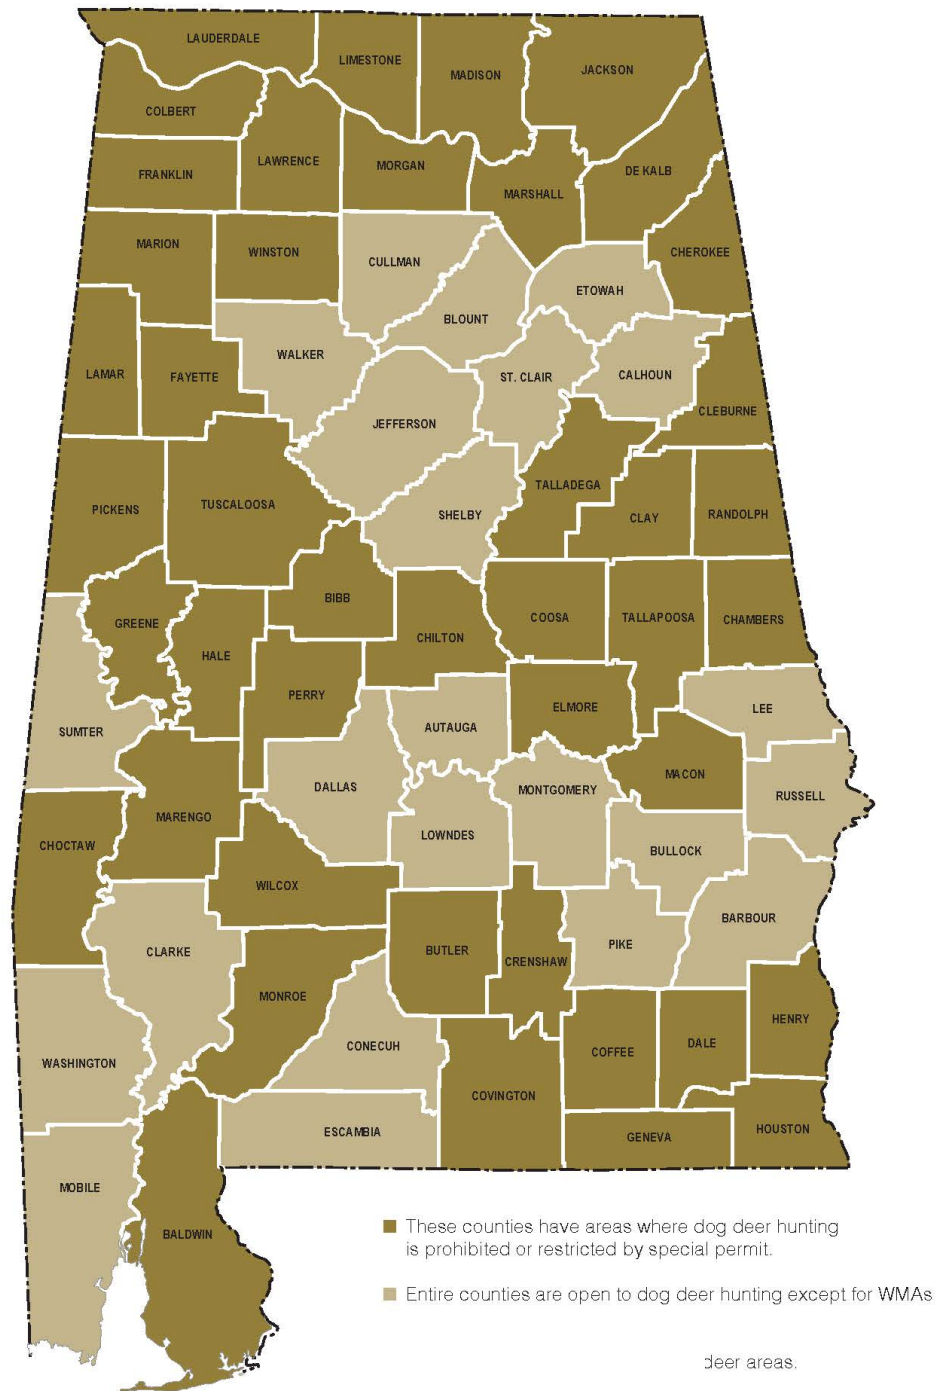 LAUDERDALE
LIMESTONE
MADISON
JACKSON
COLBERT
LAWRENCE
MORGAN
FRANKLIN
DE KALB
MARSHALL
MARION
WINSTON
CULLMAN
CHEROKEE
ETOWAH
BLOUNT
WALKER
LAMAR
FAYETTE
ST. CLAIR
CALHOUN
CLEBURNE
JEFFERSON
TALLADEGA
PICKENS
TUSCALOOSA
SHELBY
CLAY
RANDOLPH
BIBB
GREENE
COOSA
TALLAPOOSA
CHAMBERS
CHILTON
HALE
PERRY
ELMORE
LEE
SUMTER
AUTAUGA
MACON
DALLAS
MONTGOMERY
RUSSELL
MARENGO
CHOCTAW
LOWNDES
BULLOCK
WILCOX
BARBOUR
CLARKE
BUTLER
PIKE
CRENSHAW
MONROE
HENRY
CONECUH
COFFEE
DALE
WASHINGTON
COVINGTON
ESCAMBIA
GENEVA
HOUSTON
MOBILE
BALDWIN
These counties have areas where dog deer hunting
is prohibited or restricted by special permit.
Entire counties are open to dog deer hunting except for WMAs
deer areas.